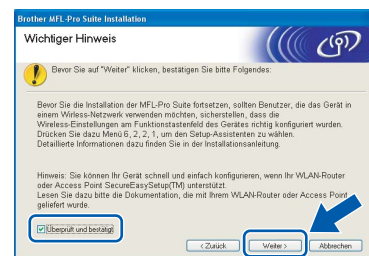 Brother MFL-Pro Suite Installation
Wichtiger Hinweis
Bevor Sie auf "Weiter" klicken, bestätigen Sie bitte Folgendes:
Bevor Sie die Installation der MFL-Pro Suite fortsetzen, sollten Benutzer, die das Gerät in
einem Wirless-Netzwerk verwenden möchten, sicherstellen, dass die
Wireless-Einstellungen am Funktionstastenfeld des Gerätes richtig konfiguriert wurden.
Drücken Sie dazu Menü 6, 2, 2, 1, um den Setup-Assistenten zu wählen.
Detaillierte Informationen dazu finden Sie in der Installationsanleitung.
Hinweis: Sie können Ihr Gerät schnell und einfach konfigurieren, wenn Ihr WLAN-Router
oder Access Point SecureEasySetup(TM) unterstützt.
Lesen Sie dazu bitte die Dokumentation, die mit Ihrem WLAN-Router oder Access Point
geliefert wurde.
Überprüft und bestätigt
< Zurück Weiter > Abbrechen